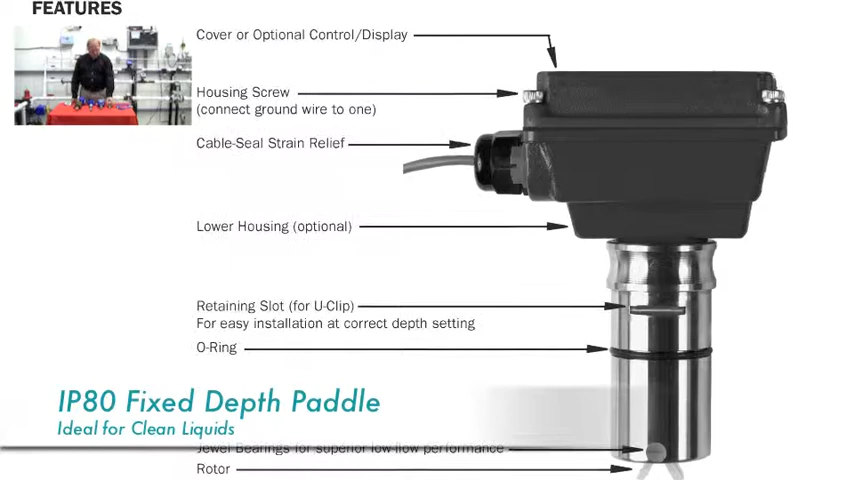 FEATURES
Cover or Optional Control/Display
Housing Screw
(connect ground wire to one)
Cable-Seal Strain Relief
Lower Housing (optional)
Retaining Slot (for U-Clip)
For easy installation at correct depth setting
O-Ring
IP80 Fixed Depth Paddle
Ideal for Clean Liquids
Jewel Bearings for superior low-flow performance
Rotor